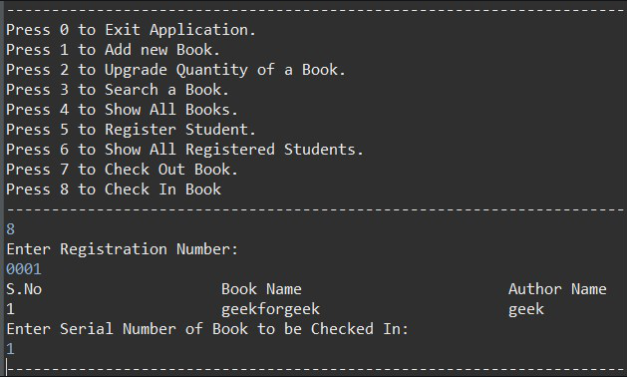 --------------------------------------------------------------------------------
Press 0 to Exit Application.
Press 1 to Add new Book.
Press 2 to Upgrade Quantity of a Book.
Press 3 to Search a Book.
Press 4 to Show All Books.
Press 5 to Register Student.
Press 6 to Show All Registered Students.
Press 7 to Check Out Book.
Press 8 to Check In Book
--------------------------------------------------------------------------------
8
Enter Registration Number:
0001
S.No Book Name Author Name
1 geekforgeek geek
Enter Serial Number of Book to be Checked In:
1
--------------------------------------------------------------------------------